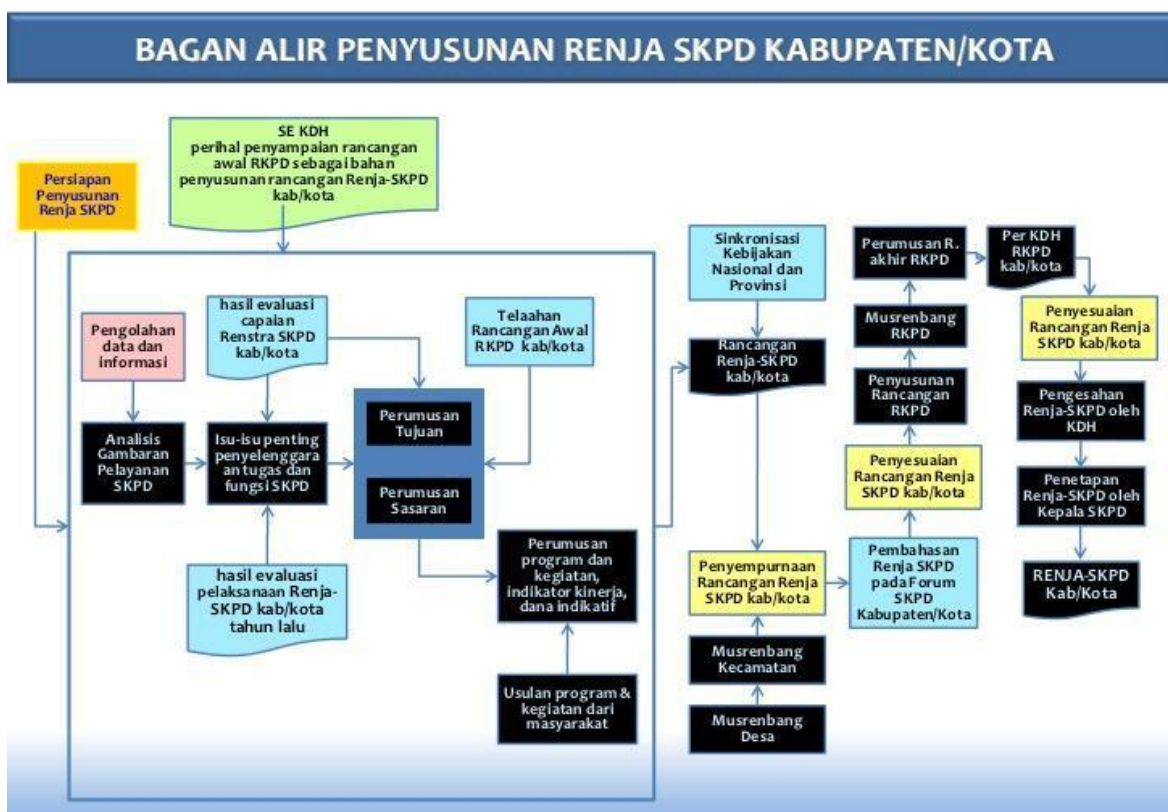 BAGAN ALIR PENYUSUNAN RENJA SKPD KABUPATEN/KOTA
SE KDH
perihal penyampaian rancangan
awal RKPD sebagai bahan
penyusunan rancangan Renja-SKPD
kab/kota
Persiapan
Penyusunan
Renja SKPD
Pengolahan
data dan
informasi
hasil evaluasi
capaian
Renstra SKPD
kab/kota
Telaahan
Rancangan Awal
RKPD kab/kota
Analisis
Gambaran
Pelayanan
SKPD
Isu-isu penting
penyelenggara
an tugas dan
fungsi SKPD
Perumusan
Tujuan
Perumusan
Sasaran
hasil evaluasi
pelaksanaan Renja-
SKPD kab/kota
tahun lalu
Perumusan
program dan
kegiatan,
indikator kinerja,
dana indikatif
Usulan program &
kegiatan dari
masyarakat
Sinkronisasi
Kebijakan
Nasional dan
Provinsi
Rancangan
Renja-SKPD
kab/kota
Penyempurnaan
Rancangan Renja
SKPD kab/kota
Musrenbang
Kecamatan
Musrenbang
Desa
Perumusan R.
akhir RKPD
Musrenbang
RKPD
Penyusunan
Rancangan
RKPD
Penyesuaian
Rancangan Renja
SKPD kab/kota
Pembahasan
Renja SKPD
pada Forum
SKPD
Kabupaten/Kota
Per KDH
RKPD
kab/kota
Penyesuaian
Rancangan Renja
SKPD kab/kota
Pengesahan
Renja-SKPD oleh
KDH
Penetapan
Renja-SKPD oleh
Kepala SKPD
RENJA-SKPD
Kab/Kota